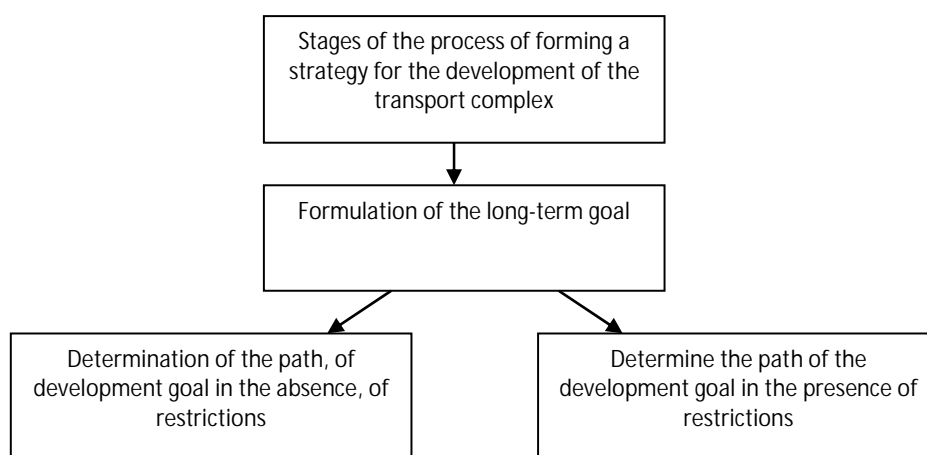 Stages of the process of forming a
strategy for the development of the
transport complex
Formulation of the long-term goal
Determination of the path, of
development goal in the absence, of
restrictions
Determine the path of the
development goal in the presence of
restrictions